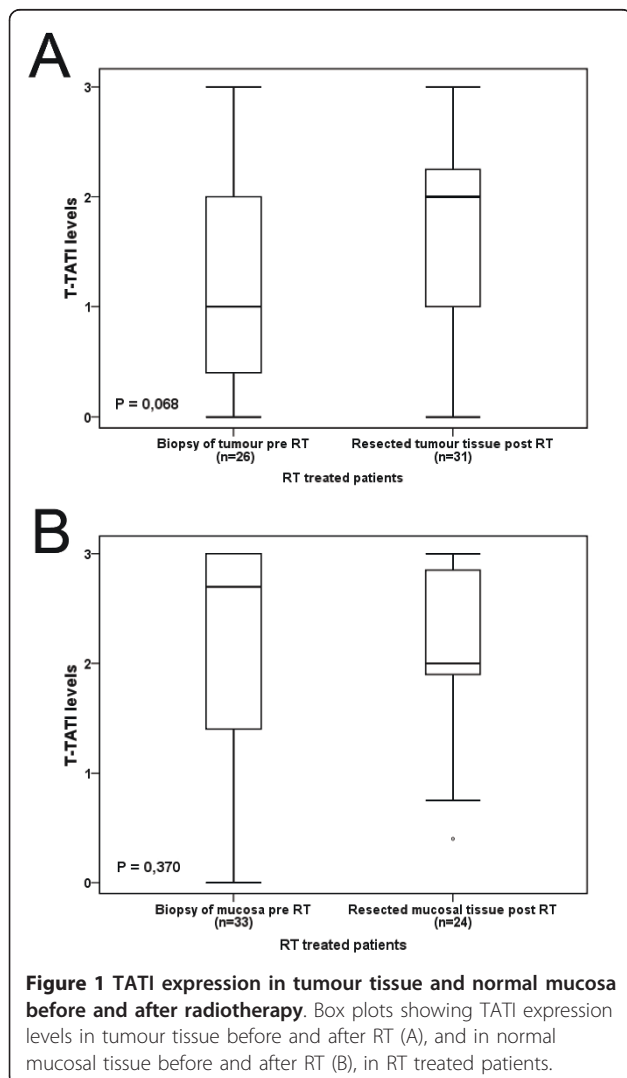 A
3
2
1
0
T-TATI levels
P = 0,068
Biopsy of tumour pre RT
(n=26)
Resected tumour tissue post RT
(n=31)
RT treated patients
B
3
2
1
0
T-TATI levels
P = 0,370
Biopsy of mucosa pre RT
(n=33)
Resected mucosal tissue post RT
(n=24)
RT treated patients
Figure 1 TATI expression in tumour tissue and normal mucosa
before and after radiotherapy. Box plots showing TATI expression
levels in tumour tissue before and after RT (A), and in normal
mucosal tissue before and after RT (B), in RT treated patients.